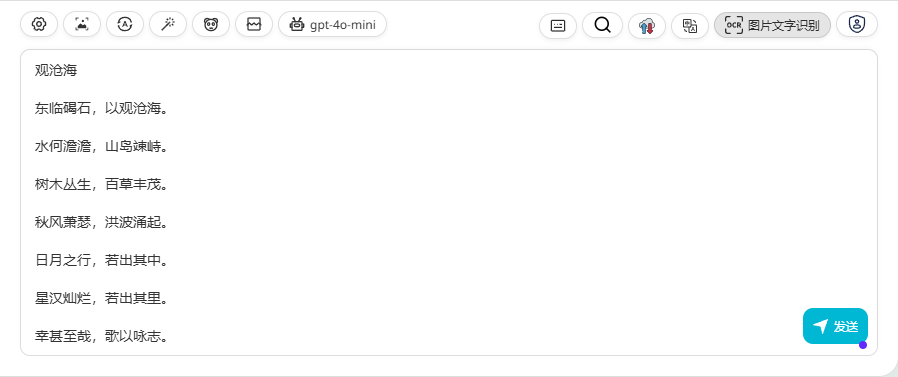 gpt-4o-mini
OCR 图片文字识别
观沧海
东临碣石，以观沧海。
水何澹澹，山岛竦峙。
树木丛生，百草丰茂。
秋风萧瑟，洪波涌起。
日月之行，若出其中。
星汉灿烂，若出其里。
幸甚至哉，歌以咏志。
发送